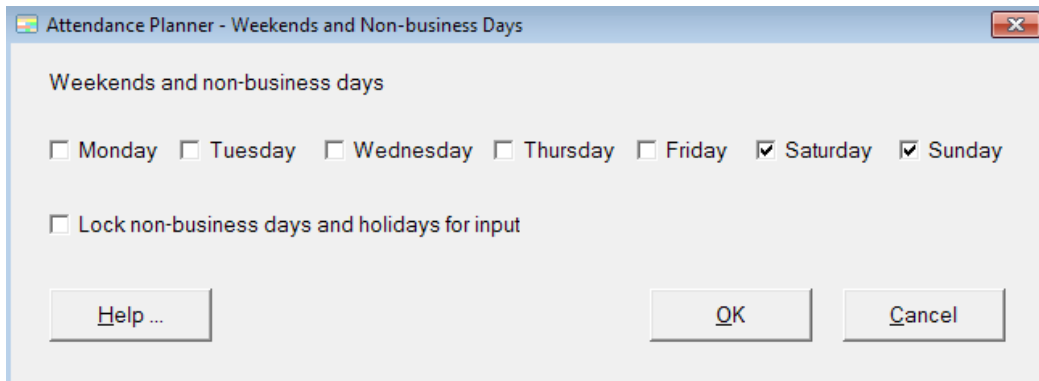 Attendance Planner - Weekends and Non-business Days
Weekends and non-business days
Monday Tuesday Wednesday Thursday Friday Saturday Sunday
Lock non-business days and holidays for input
Help ... OK Cancel